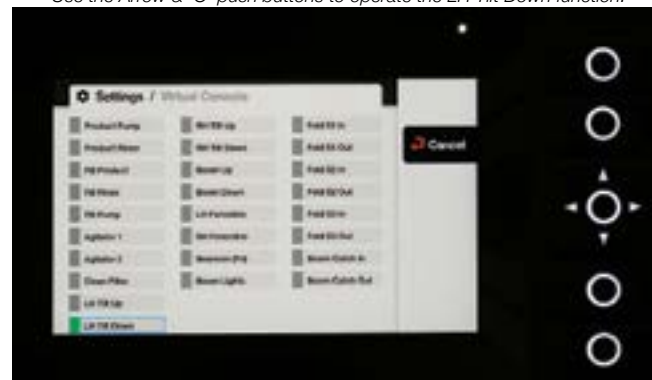 Use the Arrow & "O" push buttons to operate the LH Tilt Down function.
Settings / Virtual Console
Product Pump
Product Rinse
Fill Product
Fill Rinse
Agitator 1
Agitator 2
Clean Filter
LH Tilt Up
LH Tilt Down
RH Tilt Up
RH Tilt Down
Boom Up
Boom Down
Boom Lights
Fold S1 In
Fold S1 Out
Fold S2 In
Fold S2 Out
Fold S3 In
Fold S3 Out
Boom Catch In
Boom Catch Out
Cancel